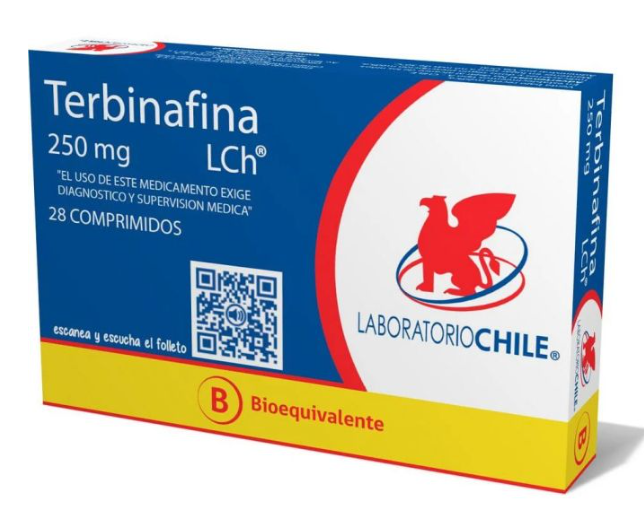 Terbinafina
250 mg LCh®
"EL USO DE ESTE MEDICAMENTO EXIGE
DIAGNOSTICO Y SUPERVISION MEDICA"
28 COMPRIMIDOS
escanea y escucha el folleto
B Bioequivalente
LABORATORIOCHILE®
Terbinafina
250 mg LCh®
LABORATORIOCHILE
B